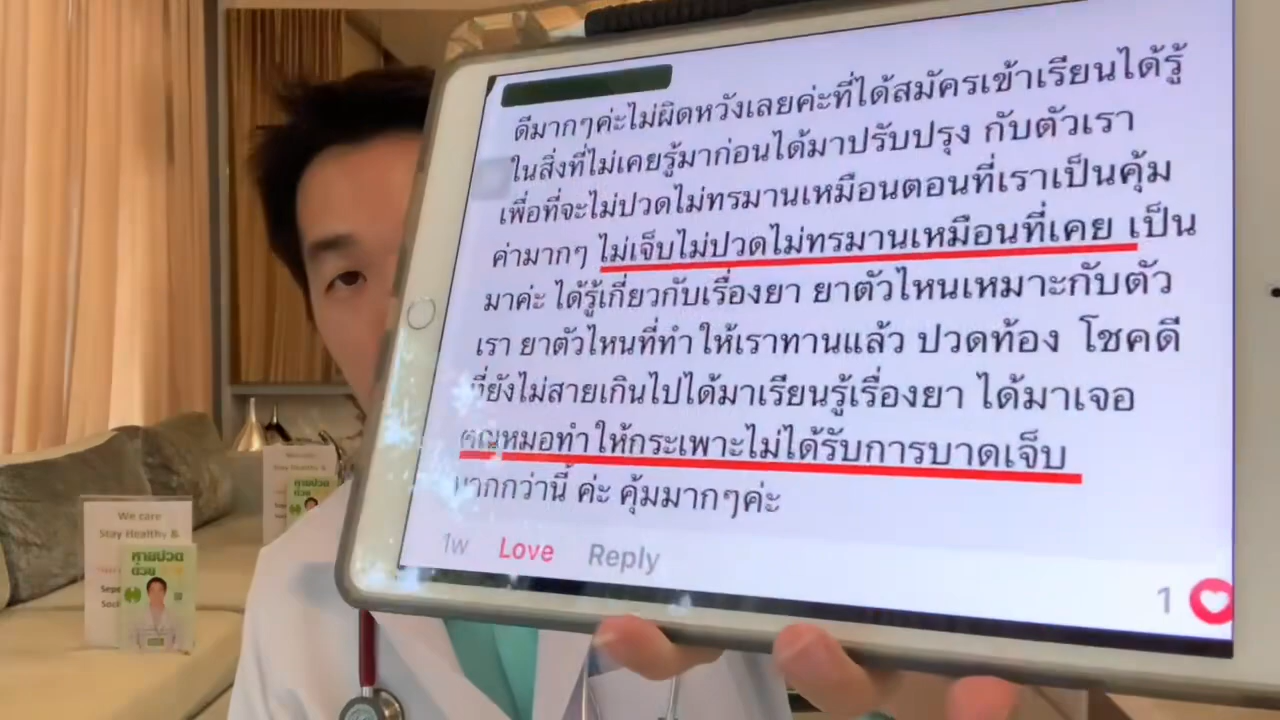 ดีมากๆค่ะไม่ผิดหวังเลยค่ะที่ได้สมัครเข้าเรียนได้รู้
ในสิ่งที่ไม่เคยรู้มาก่อนได้มาปรับปรุง กับตัวเรา
เพื่อที่จะไม่ปวดไม่ทรมานเหมือนตอนที่เราเป็นคุ้ม
ค่ามากๆ ไม่เจ็บไม่ปวดไม่ทรมานเหมือนที่เคย เป็น
มาค่ะ ได้รู้เกี่ยวกับเรื่องยา ยาตัวไหนเหมาะกับตัว
เรา ยาตัวไหนที่ทำให้เราทานแล้ว ปวดท้อง โชคดี
ที่ยังไม่สายเกินไปได้มาเรียนรู้เรื่องยา ได้มาเจอ
คุณหมอทำให้กระเพาะไม่ได้รับการบาดเจ็บ
มากกว่านี้ ค่ะ คุ้มมากๆค่ะ
1w Love Reply
1
We care
Stay Healthy &
หายปวด
ด้วย
Stay Healthy &
หายปวด
ด้วย